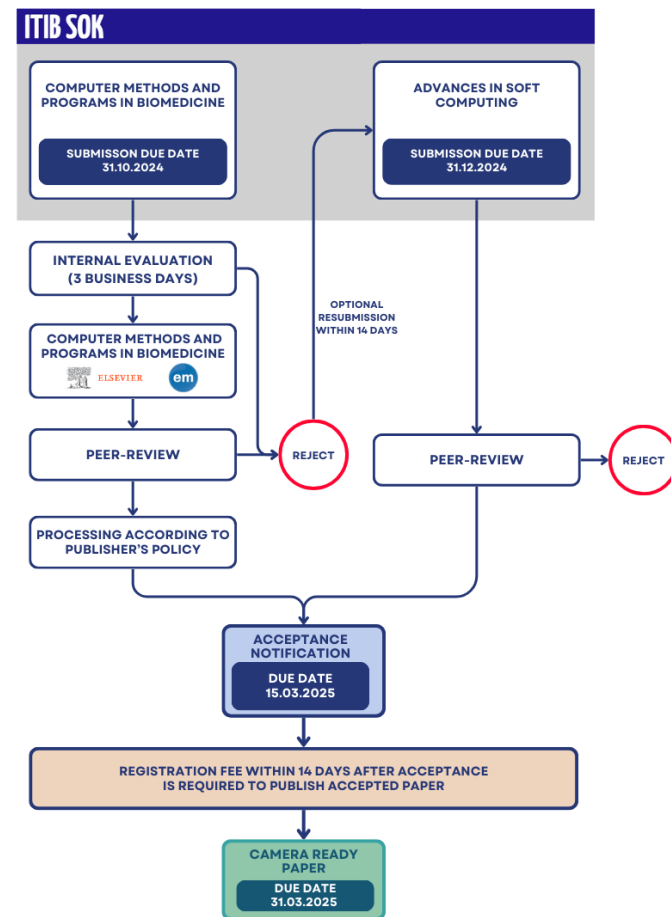 ITIB SOK
COMPUTER METHODS AND
PROGRAMS IN BIOMEDICINE
SUBMISSON DUE DATE
31.10.2024
ADVANCES IN SOFT
COMPUTING
SUBMISSON DUE DATE
31.12.2024
INTERNAL EVALUATION
(3 BUSINESS DAYS)
OPTIONAL
RESUBMISSION
WITHIN 14 DAYS
COMPUTER METHODS AND
PROGRAMS IN BIOMEDICINE
ELSEVIER
em
PEER-REVIEW
REJECT
PEER-REVIEW
REJECT
PROCESSING ACCORDING TO
PUBLISHER'S POLICY
ACCEPTANCE
NOTIFICATION
DUE DATE
15.03.2025
REGISTRATION FEE WITHIN 14 DAYS AFTER ACCEPTANCE
IS REQUIRED TO PUBLISH ACCEPTED PAPER
CAMERA READY
PAPER
DUE DATE
31.03.2025